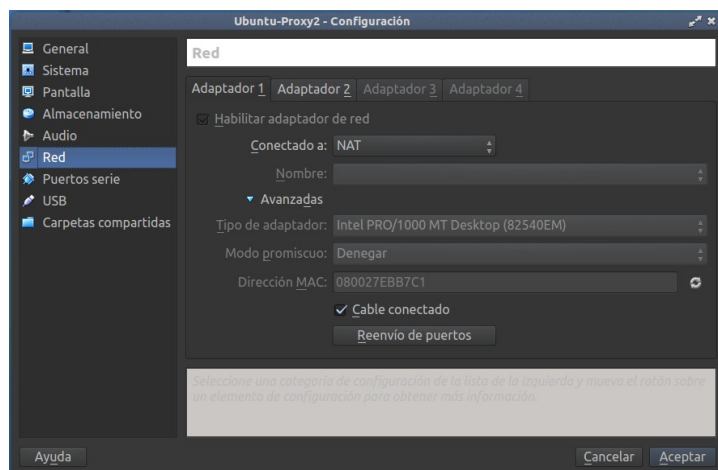 Ubuntu-Proxy2 - Configuración
General
Sistema
Pantalla
Almacenamiento
Audio
Red
Puertos serie
USB
Carpetas compartidas
Red
Adaptador 1 Adaptador 2 Adaptador 3 Adaptador 4
Habilitar adaptador de red
Conectado a: NAT
Nombre:
Avanzadas
Tipo de adaptador: Intel PRO/1000 MT Desktop (82540EM)
Modo promiscuo: Denegar
Dirección MAC: 080027EBB7C1
Cable conectado
Reenvío de puertos
Seleccione una categoría de configuración de la lista de la izquierda y mueva el ratón sobre
un elemento de configuración para obtener más información.
Ayuda Cancelar Aceptar